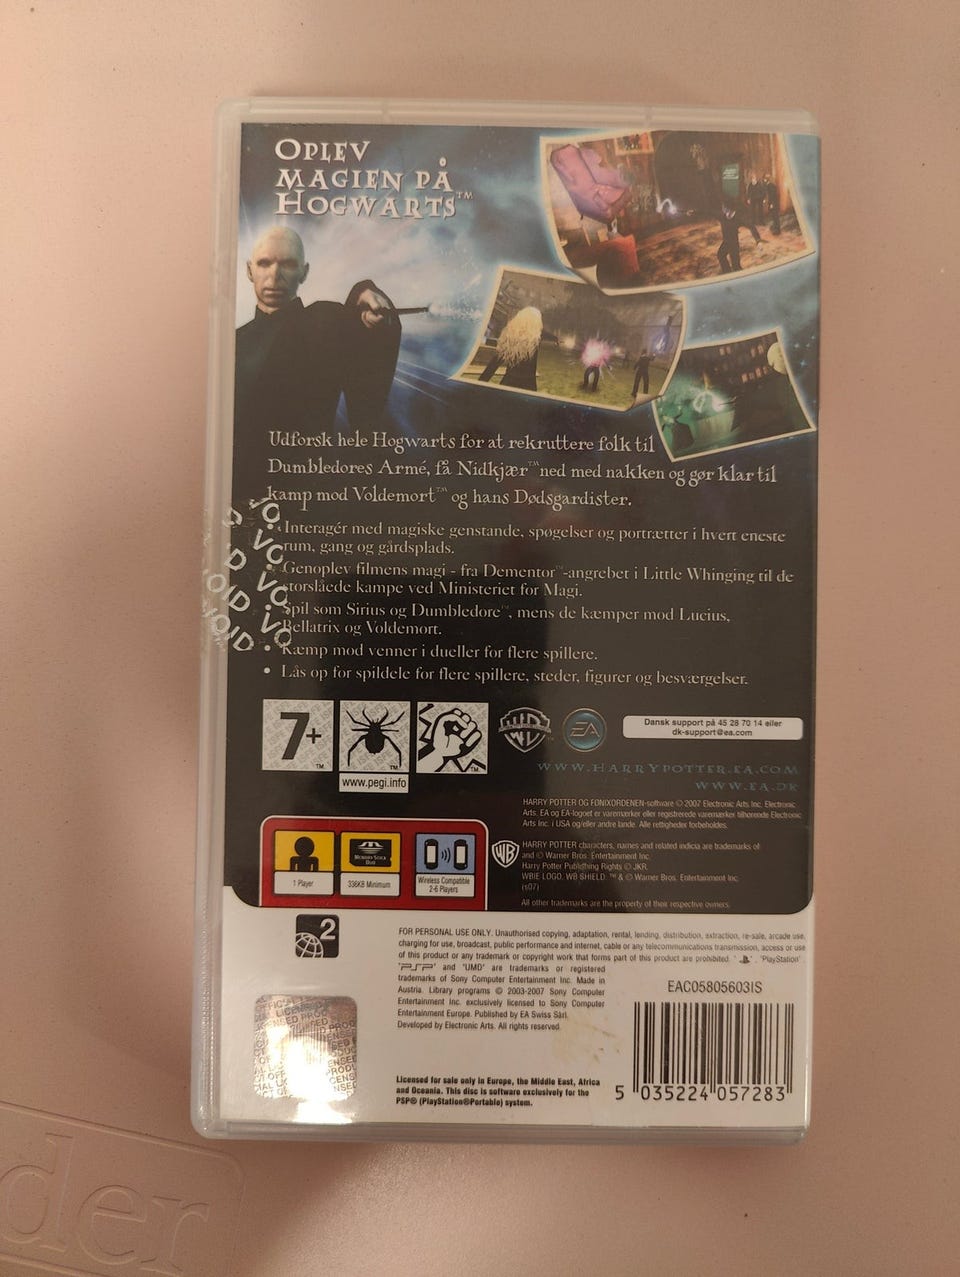 OPLEV
MAGIEN PÅ
HOGWARTS™
Udforsk hele Hogwarts for at rekruttere folk til
Dumbledores Armé, få Nidkjær™ ned med nakken og gør klar til
kamp mod Voldemort™ og hans Dødsgardister.
Interagér med magiske genstande, spøgelser og portrætter i hvert eneste
rum, gang og gårdsplads.
Genoplev filmens magi - fra Dementor™-angrebet i Little Whinging til de
storslåede kampe ved Ministeriet for Magi.
Spil som Sirius og Dumbledore™, mens de kæmper mod Lucius,
Bellatrix og Voldemort.
• Kæmp mod venner i dueller for flere spillere.
• Lås op for spildele for flere spillere, steder, figurer og besværgelser.
VOID
7+
™
™
™
www.pegi.info
WB
EA
Dansk support på 45 28 70 14 eller
dk-support@ea.com
WWW.HARRYPOTTER.EA.COM
WWW.EA.DK
HARRY POTTER OG FØNIXORDENEN-software © 2007 Electronic Arts Inc. Electronic
Arts, EA og EA-logoet er varemærker eller registrerede varemærker tilhørende Electronic
Arts Inc. i USA og/eller andre lande. Alle rettigheder forbeholdes.
WB
HARRY POTTER characters, names and related indicia are trademarks of
and © Warner Bros. Entertainment Inc.
Harry Potter Publishing Rights © JKR.
WBIE LOGO, WB SHIELD: ™ & © Warner Bros. Entertainment Inc.
(s07)
All other trademarks are the property of their respective owners.
1 Player
MEMORY STICK
DUO
336KB Minimum
Wireless Compatible
2-6 Players
2
FOR PERSONAL USE ONLY. Unauthorised copying, adaptation, rental, lending, distribution, extraction, re-sale, arcade use,
charging for use, broadcast, public performance and internet, cable or any telecommunications transmission, access or use
of this product or any trademark or copyright work that forms part of this product are prohibited. "PlayStation",
"PSP" and "UMD" are trademarks or registered
trademarks of Sony Computer Entertainment Inc. Made in
Austria. Library programs © 2003-2007 Sony Computer
Entertainment Inc. exclusively licensed to Sony Computer
Entertainment Europe. Published by EA Swiss Sàrl.
Developed by Electronic Arts. All rights reserved.
EAC05805603IS
Licensed for sale only in Europe, the Middle East, Africa
and Oceania. This disc is software exclusively for the
PSP® (PlayStation®Portable) system.
5 035224 057283
der